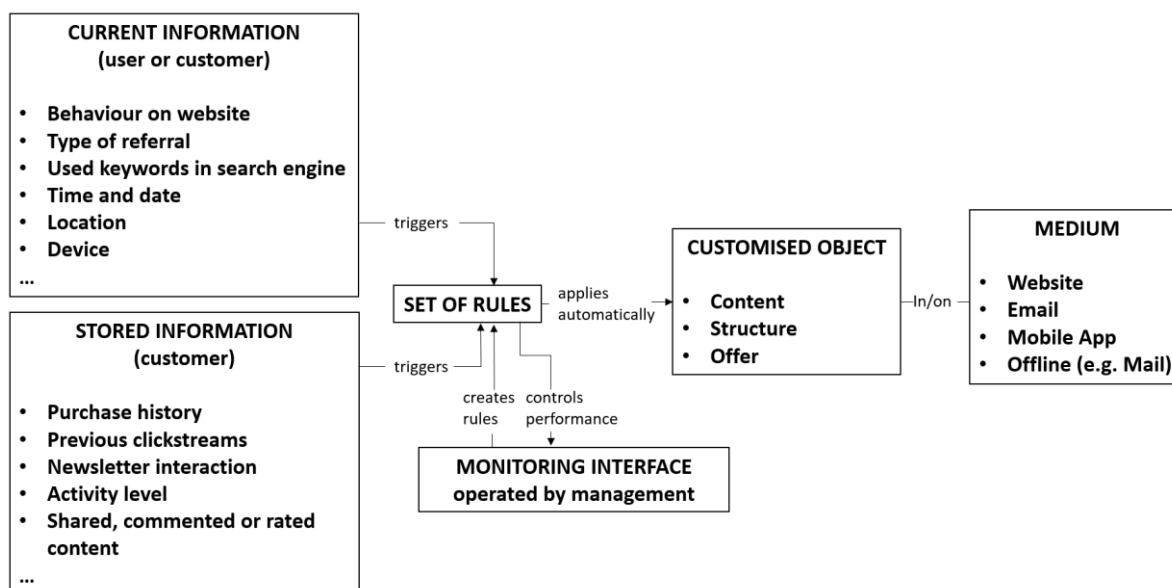 CURRENT INFORMATION
(user or customer)
• Behaviour on website
• Type of referral
• Used keywords in search engine
• Time and date
• Location
• Device
...
STORED INFORMATION
(customer)
• Purchase history
• Previous clickstreams
• Newsletter interaction
• Activity level
• Shared, commented or rated
content
...
triggers
triggers
SET OF RULES
applies
automatically
creates
rules
controls
performance
MONITORING INTERFACE
operated by management
CUSTOMISED OBJECT
• Content
• Structure
• Offer
In/on
MEDIUM
• Website
• Email
• Mobile App
• Offline (e.g. Mail)